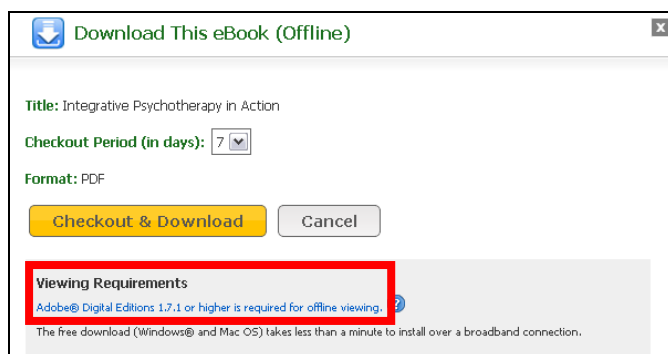 Download This eBook (Offline)
X
Title: Integrative Psychotherapy in Action
Checkout Period (in days): 7
Format: PDF
Checkout & Download Cancel
Viewing Requirements
Adobe® Digital Editions 1.7.1 or higher is required for offline viewing. ?
The free download (Windows® and Mac OS) takes less than a minute to install over a broadband connection.